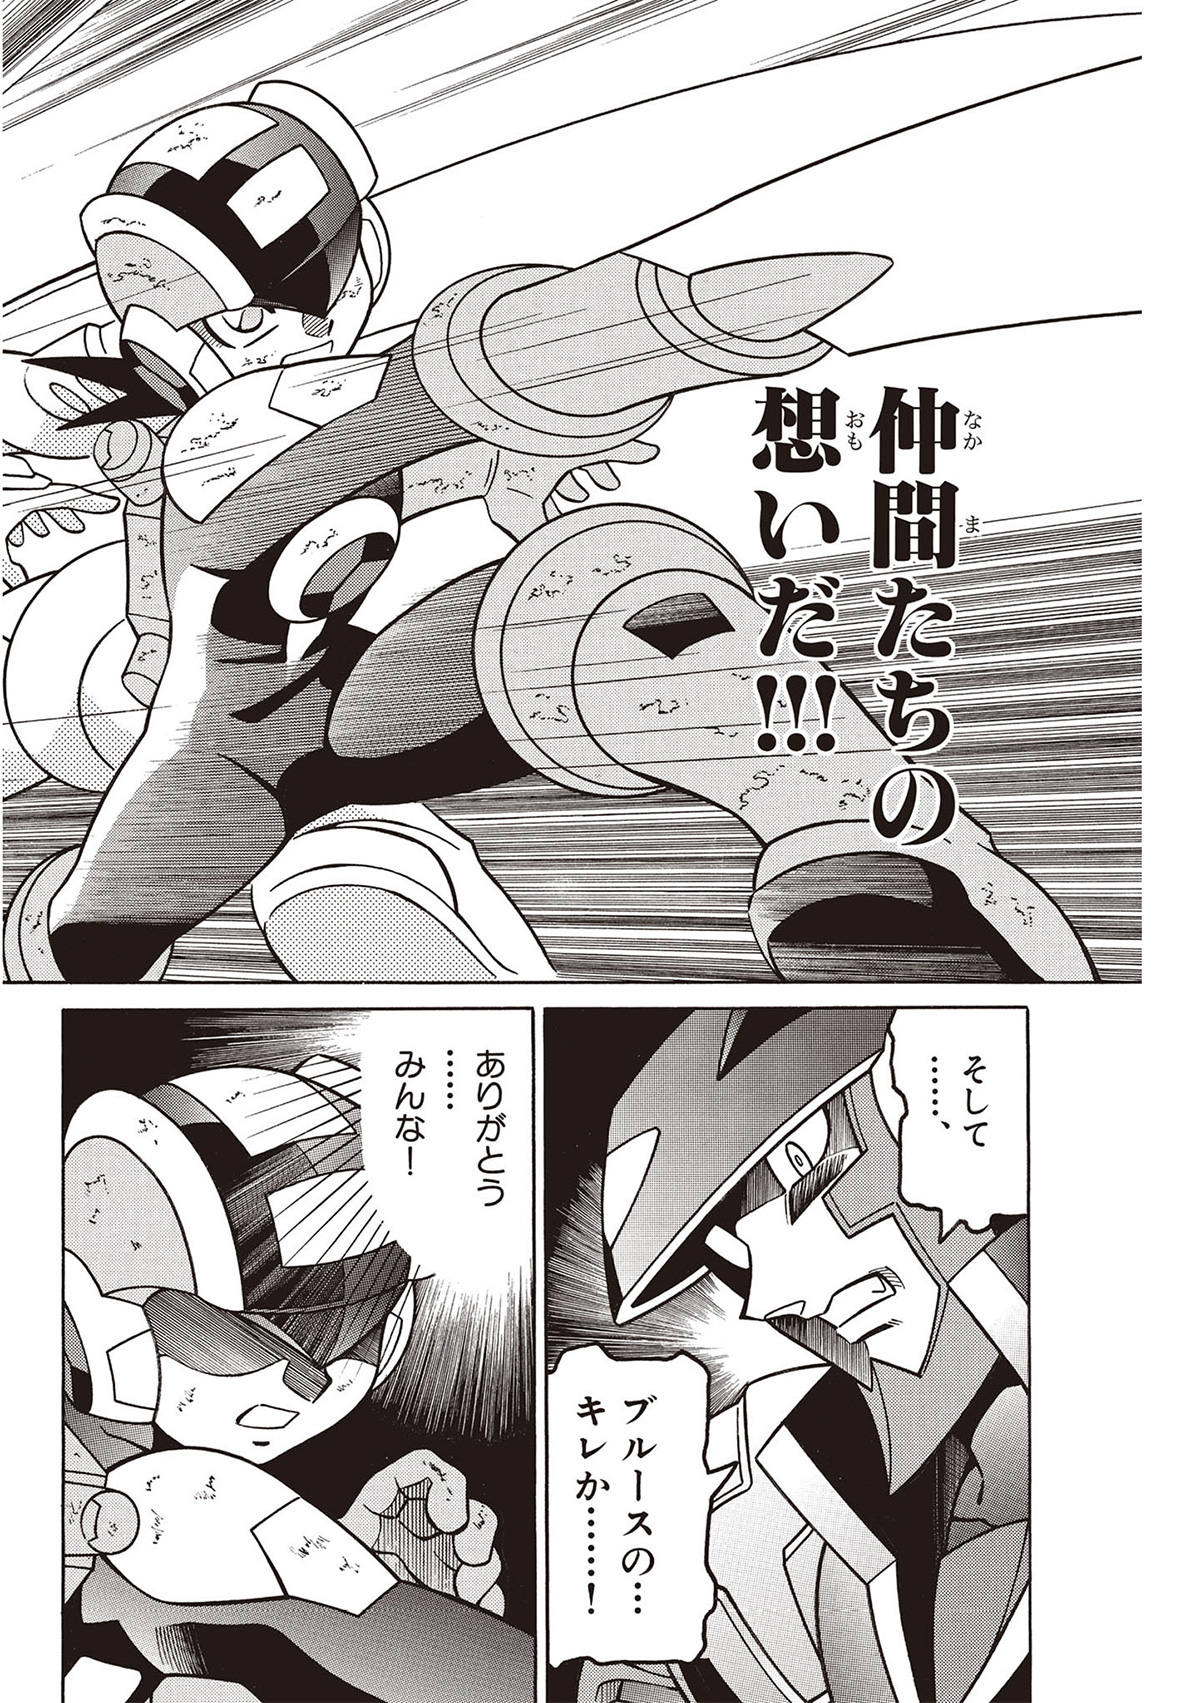 仲間たちの
想いだ!!!
そして
……、
ブルースの…
キレか………!
ありがとう
……
みんな!